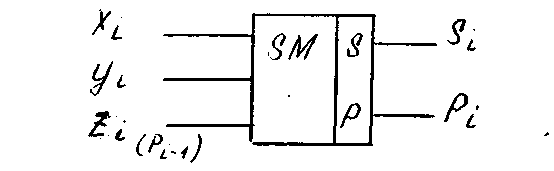 Xi SM S Si
yi
Zi (Pi-1) P Pi